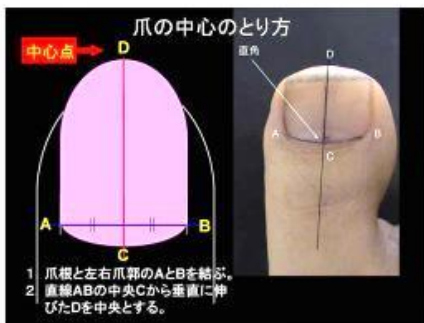 爪の中心のとり方
中心点
D
A
B
C
1 爪根と左右爪郭のAとBを結ぶ。
2 直線ABの中央Cから垂直に伸
びたDを中央とする。
直角
D
A
B
C